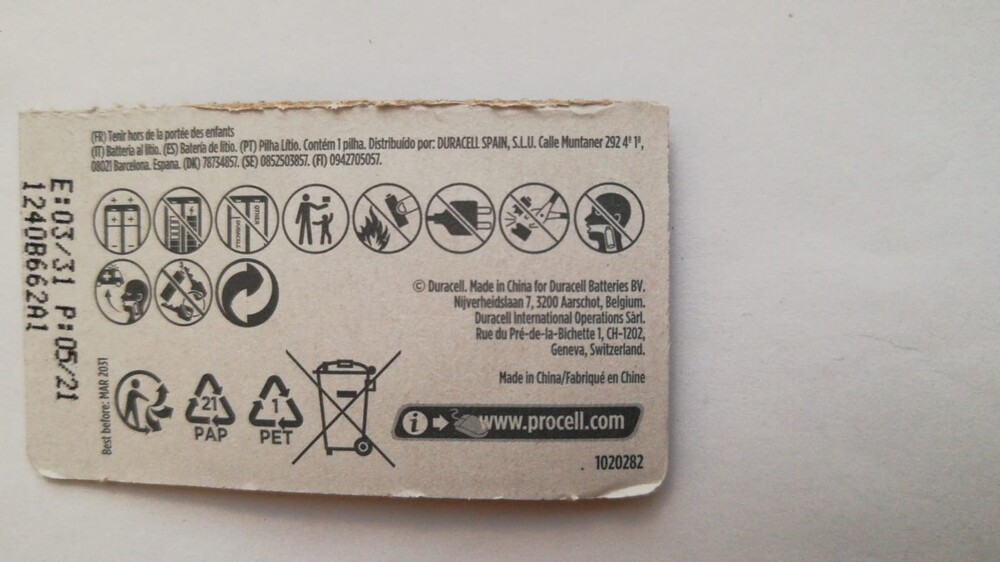 (FR) Tenir hors de la portée des enfants
(IT) Batteria al litio. (ES) Batería de litio. (PT) Pilha Lítio. Contém 1 pilha. Distribuído por: DURACELL SPAIN, S.L.U. Calle Muntaner 292 4º 1ª,
08021 Barcelona. Espana. (DK) 78734857. (SE) 0852503857. (FI) 0942705057.
OTHER
DURACELL
© Duracell. Made in China for Duracell Batteries BV.
Nijverheidslaan 7, 3200 Aarschot, Belgium.
Duracell International Operations Sàrl.
Rue du Pré-de-la-Bichette 1, CH-1202,
Geneva, Switzerland.
Made in China/Fabriqué en Chine
21
PAP
1
PET
i www.procell.com
1020282
Best before: MAR 2031
E:03/31 P:05/21
1240B662A1